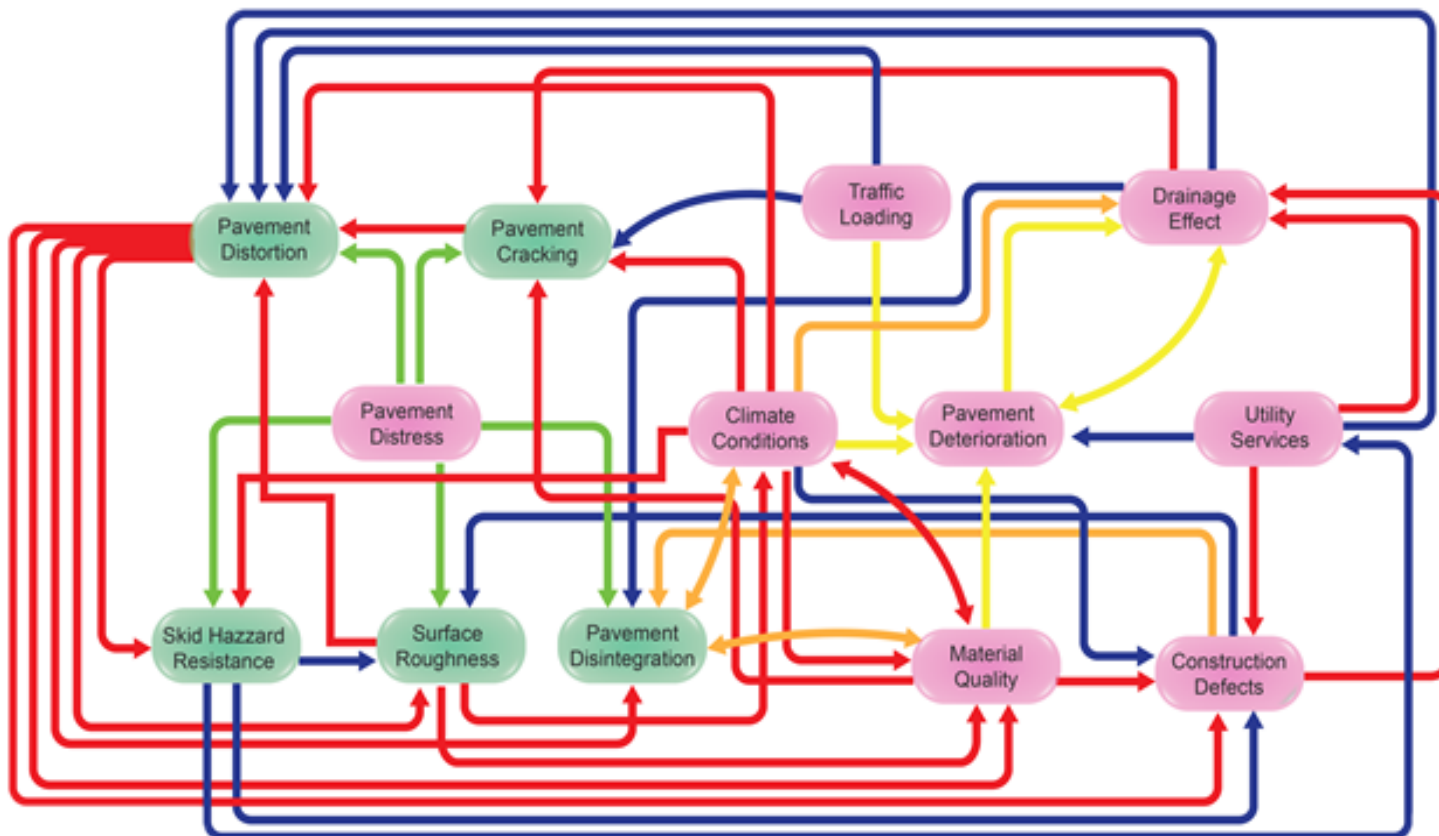 Traffic
Loading
Drainage
Effect
Pavement
Distortion
Pavement
Cracking
Pavement
Distress
Climate
Conditions
Pavement
Deterioration
Utility
Services
Skid Hazzard
Resistance
Surface
Roughness
Pavement
Disintegration
Material
Quality
Construction
Defects